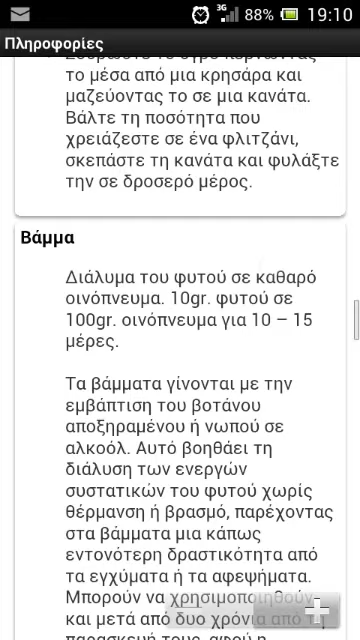 3G 88% 19:10
Πληροφορίες
το μέσα από μια κρησάρα και
μαζεύοντας το σε μια κανάτα.
Βάλτε τη ποσότητα που
χρειάζεστε σε ένα φλιτζάνι,
σκεπάστε τη κανάτα και φυλάξτε
την σε δροσερό μέρος.
Βάμμα
Διάλυμα του φυτού σε καθαρό
οινόπνευμα. 10gr. φυτού σε
100gr. οινόπνευμα για 10 – 15
μέρες.
Τα βάμματα γίνονται με την
εμβάπτιση του βοτάνου
αποξηραμένου ή νωπού σε
αλκοόλ. Αυτό βοηθάει τη
διάλυση των ενεργών
συστατικών του φυτού χωρίς
θέρμανση ή βρασμό, παρέχοντας
στα βάμματα μια κάπως
εντονότερη δραστικότητα από
τα εγχύματα ή τα αφεψήματα.
Μπορούν να χρησιμοποιηθούν
και μετά από δυο χρόνια από τ